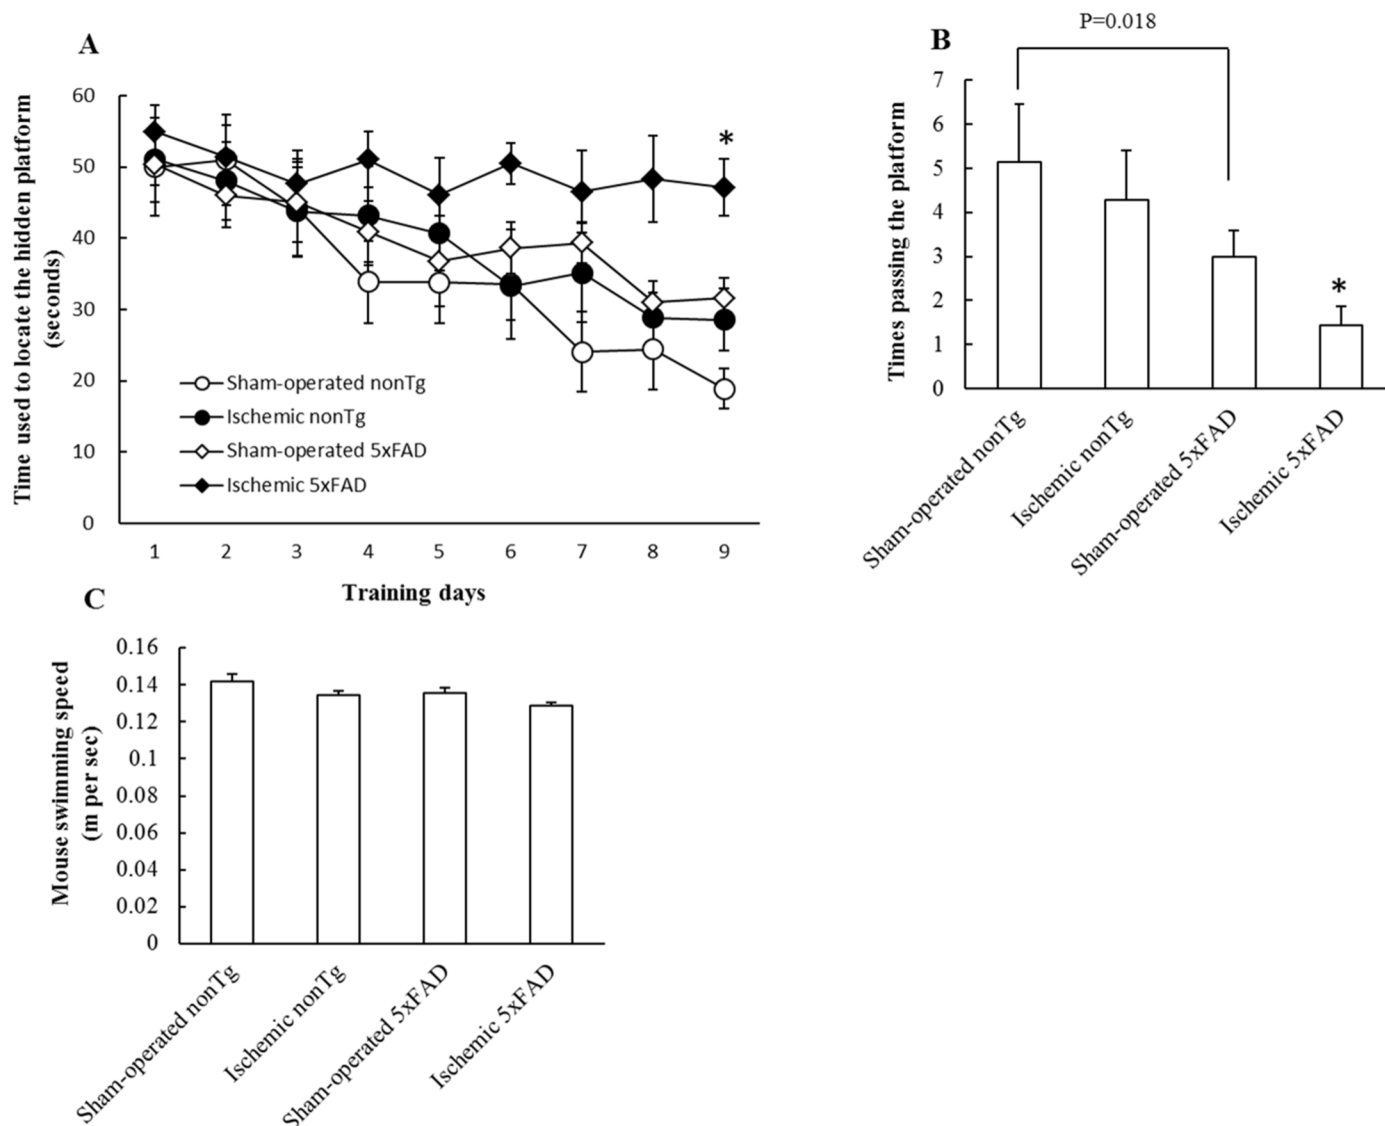 A
Time used to locate the hidden platform
(seconds)
60
50
40
30
20
10
0
*
Sham-operated nonTg
Ischemic nonTg
Sham-operated 5xFAD
Ischemic 5xFAD
1 2 3 4 5 6 7 8 9
Training days
B
P=0.018
Times passing the platform
7
6
5
4
3
2
1
0
*
Sham-operated nonTg
Ischemic nonTg
Sham-operated 5xFAD
Ischemic 5xFAD
C
Mouse swimming speed
(m per sec)
0.16
0.14
0.12
0.1
0.08
0.06
0.04
0.02
0
Sham-operated nonTg
Ischemic nonTg
Sham-operated 5xFAD
Ischemic 5xFAD